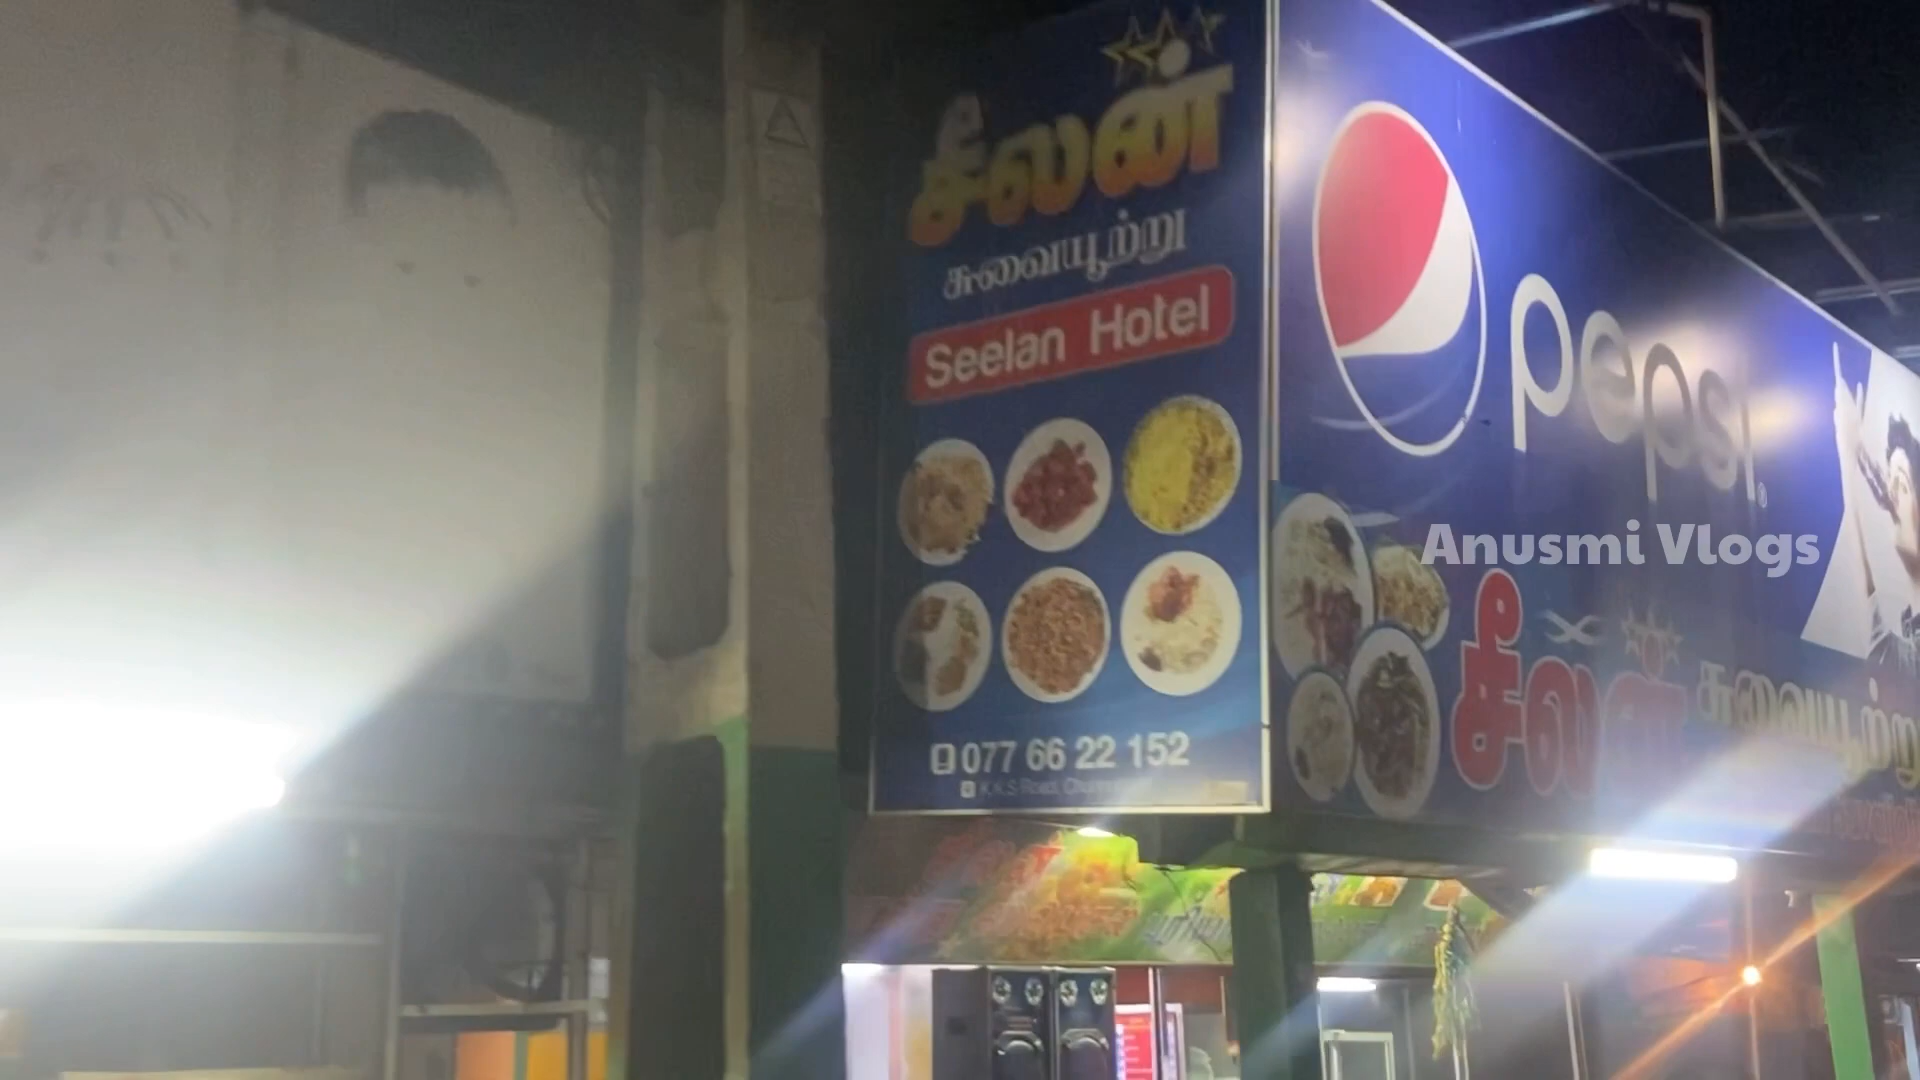 சீலன்
சுவையூற்று
Seelan Hotel
077 66 22 152
K.K.S Road,
pepsi
Anusmi Vlogs
சீலன்
சுவையூற்று